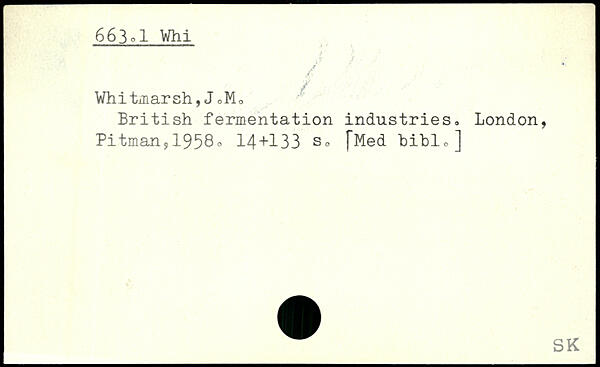 663.1 Whi
Whitmarsh,J.M.
British fermentation industries. London,
Pitman,1958. 14+133 s. [Med bibl.]
SK